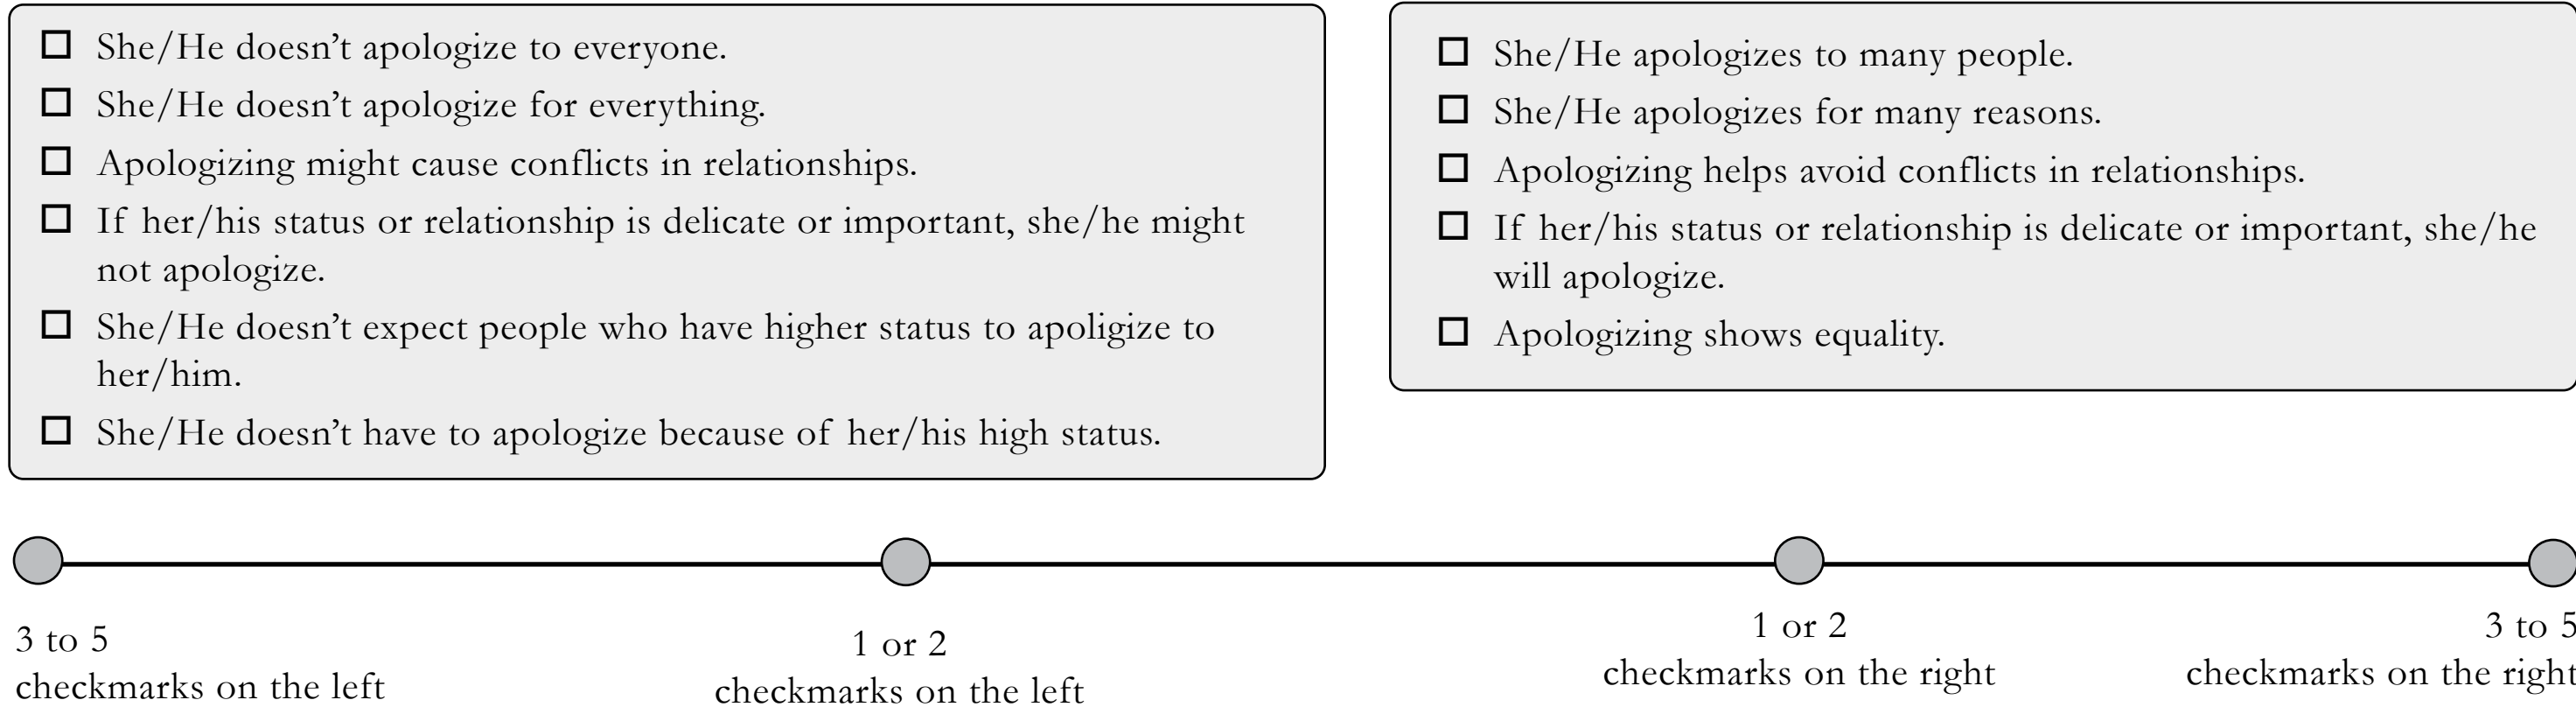 ☐ She/He doesn’t apologize to everyone.
☐ She/He doesn’t apologize for everything.
☐ Apologizing might cause conflicts in relationships.
☐ If her/his status or relationship is delicate or important, she/he might
not apologize.
☐ She/He doesn’t expect people who have higher status to apoligize to
her/him.
☐ She/He doesn’t have to apologize because of her/his high status.
☐ She/He apologizes to many people.
☐ She/He apologizes for many reasons.
☐ Apologizing helps avoid conflicts in relationships.
☐ If her/his status or relationship is delicate or important, she/he
will apologize.
☐ Apologizing shows equality.
3 to 5
checkmarks on the left
1 or 2
checkmarks on the left
1 or 2
checkmarks on the right
3 to 5
checkmarks on the right